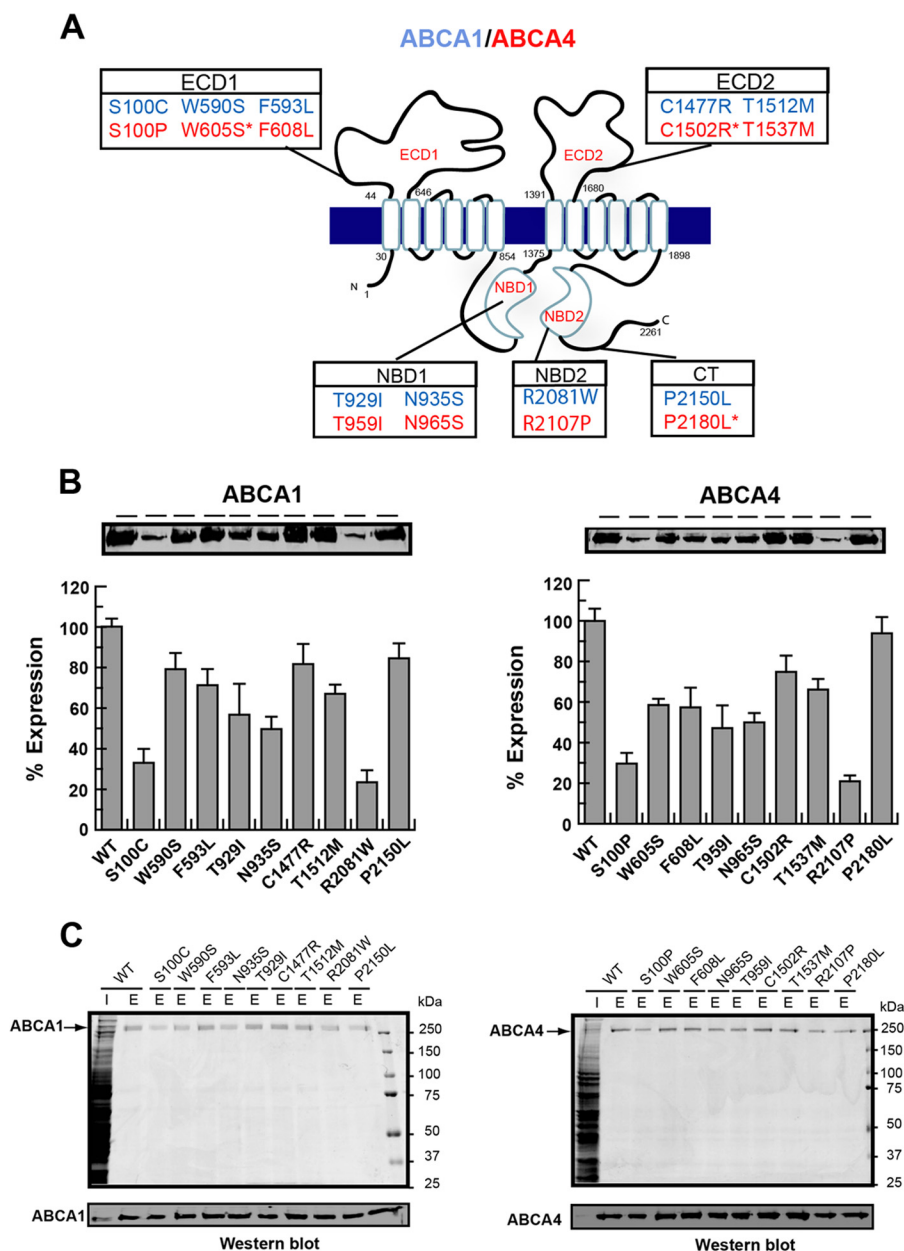 A
ABCA1/ABCA4
ECD1
S100C W590S F593L
S100P W605S* F608L
ECD2
C1477R T1512M
C1502R* T1537M
ECD1
ECD2
44
646
1391
1680
30
854
1375
1898
N
1
NBD1
NBD2
C
2261
NBD1
T929I N935S
T959I N965S
NBD2
R2081W
R2107P
CT
P2150L
P2180L*
B
ABCA1
% Expression
120
100
80
60
40
20
0
WT
S100C
W590S
F593L
T929I
N935S
C1477R
T1512M
R2081W
P2150L
ABCA4
% Expression
120
100
80
60
40
20
0
WT
S100P
W605S
F608L
T959I
N965S
C1502R
T1537M
R2107P
P2180L
C
WT S100C W590S F593L N935S T929I C1477R T1512M R2081W P2150L
I E E E E E E E E E E
kDa
ABCA1
250
150
100
75
50
37
25
ABCA1
Western blot
WT S100P W605S F608L N965S T959I C1502R T1537M R2107P P2180L
I E E E E E E E E E E
kDa
ABCA4
250
150
100
75
50
37
25
ABCA4
Western blot